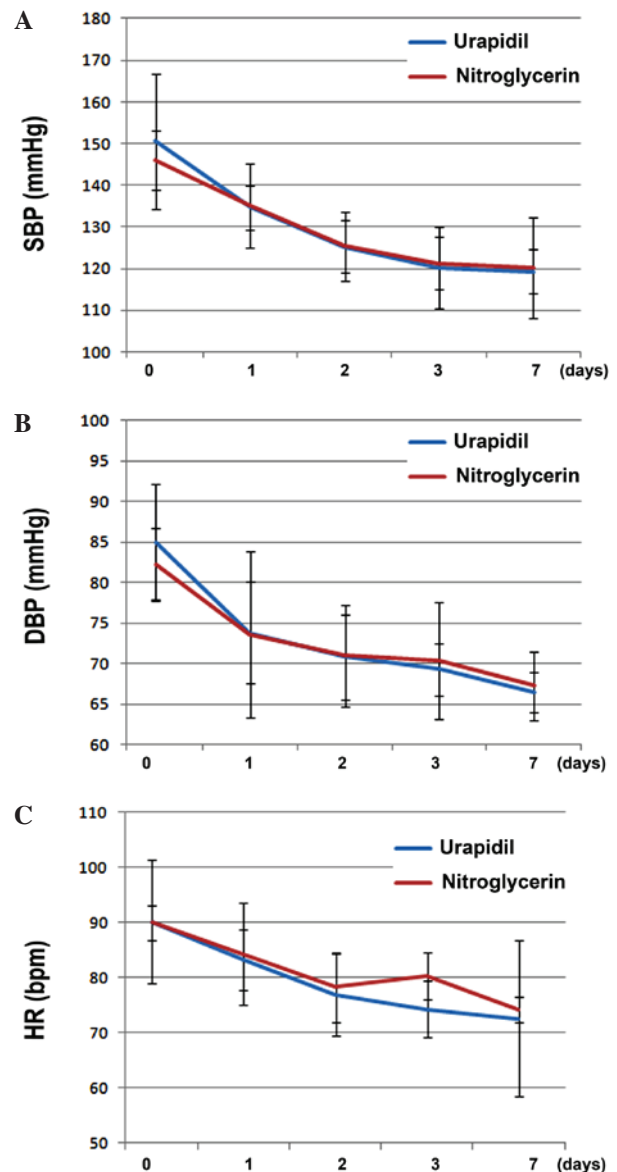 A
180
170
160
150
140
130
120
110
100
SBP (mmHg)
Urapidil
Nitroglycerin
0 1 2 3 7 (days)
B
100
95
90
85
80
75
70
65
60
DBP (mmHg)
Urapidil
Nitroglycerin
0 1 2 3 7 (days)
C
110
100
90
80
70
60
50
HR (bpm)
Urapidil
Nitroglycerin
0 1 2 3 7 (days)